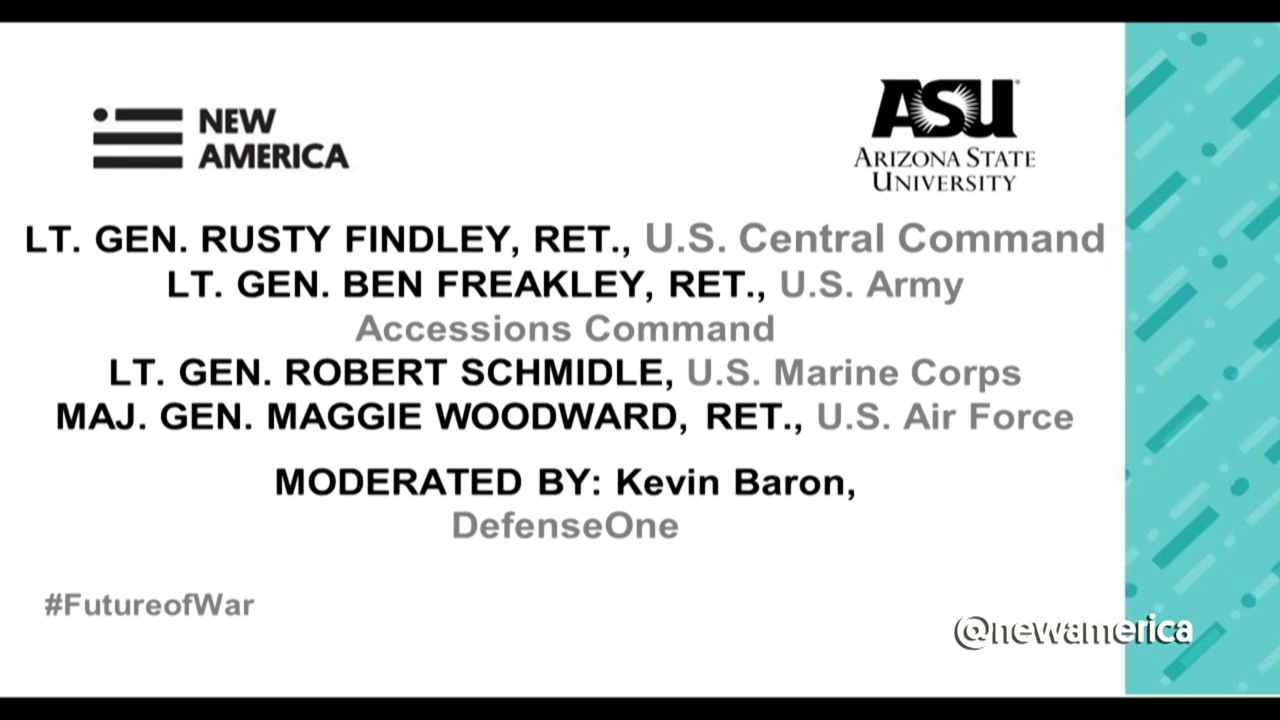 NEW
AMERICA
ASU
ARIZONA STATE
UNIVERSITY
LT. GEN. RUSTY FINDLEY, RET., U.S. Central Command
LT. GEN. BEN FREAKLEY, RET., U.S. Army
Accessions Command
LT. GEN. ROBERT SCHMIDLE, U.S. Marine Corps
MAJ. GEN. MAGGIE WOODWARD, RET., U.S. Air Force
MODERATED BY: Kevin Baron,
DefenseOne
#FutureofWar
@newamerica